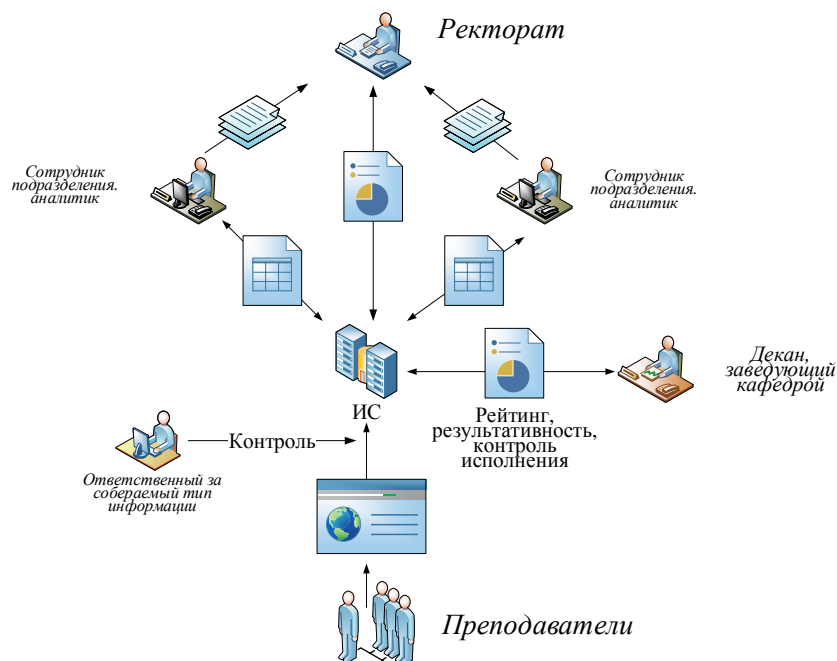 Ректорат
Сотрудник
подразделения.
аналитик
Сотрудник
подразделения.
аналитик
ИС
Декан,
заведующий
кафедрой
Рейтинг,
результативность,
контроль
исполнения
Контроль
Ответственный за
собераемый тип
информации
Преподаватели